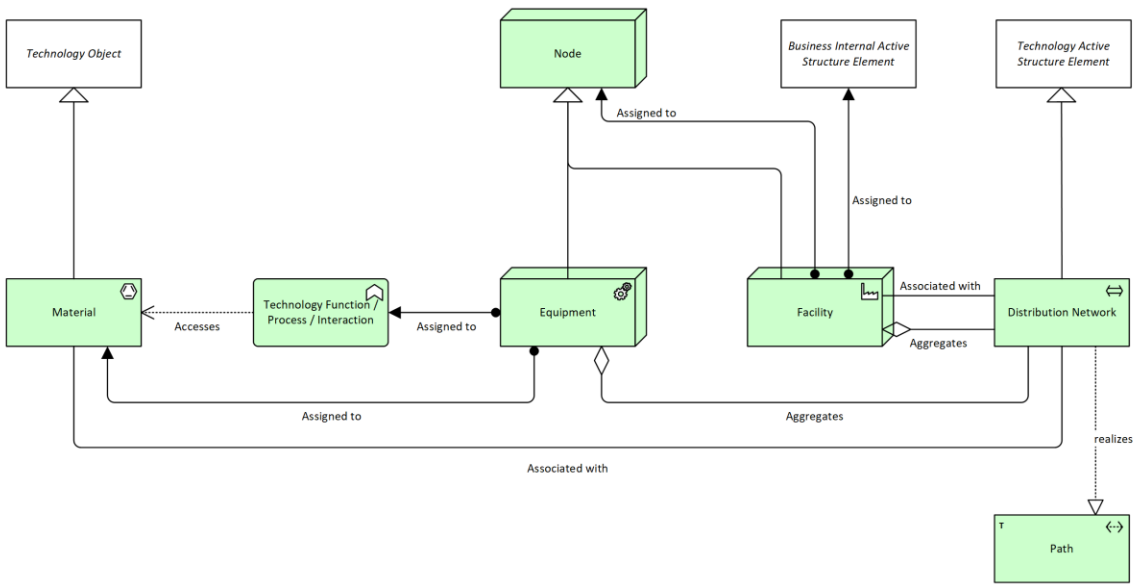 Technology Object
Node
Business Internal Active
Structure Element
Technology Active
Structure Element
Assigned to
Assigned to
Material
Accesses
Technology Function /
Process / Interaction
Assigned to
Equipment
Facility
Associated with
Aggregates
Distribution Network
Assigned to
Aggregates
Associated with
realizes
T
Path